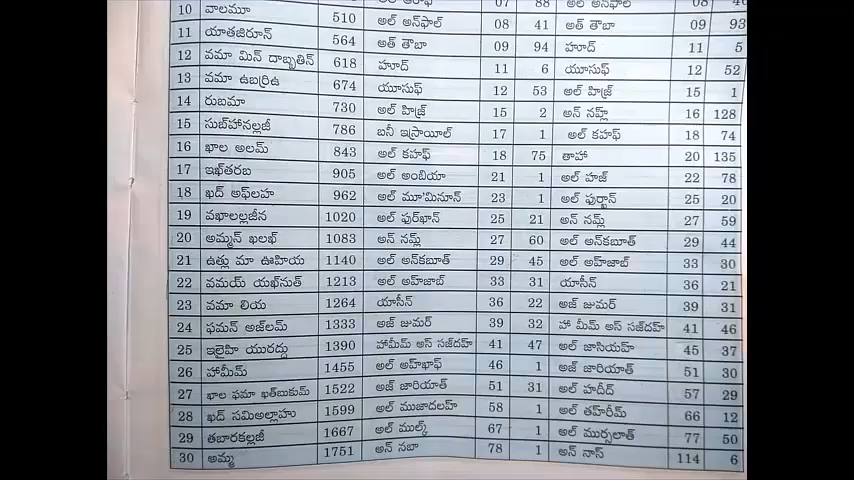 10 వాలమూ 510 అల్ అన్‌ఫాల్ 08 41 అత్ తౌబా 09 93
11 యాతజిరూన్ 564 అత్ తౌబా 09 94 హూద్ 11 5
12 వమా మిన్ దాబ్బతిన్ 618 హూద్ 11 6 యూసుఫ్ 12 52
13 వమా ఉబర్రిఉ 674 యూసుఫ్ 12 53 అల్ హిజ్ర్ 15 1
14 రుబమా 730 అల్ హిజ్ర్ 15 2 అన్ నహ్ల్ 16 128
15 సుబ్‌హానల్లజీ 786 బనీ ఇస్రాయీల్ 17 1 అల్ కహఫ్ 18 74
16 ఖాల అలమ్ 843 అల్ కహఫ్ 18 75 తాహా 20 135
17 ఇఖ్‌తరబ 905 అల్ అంబియా 21 1 అల్ హజ్ 22 78
18 ఖద్ అఫ్‌లహ 962 అల్ మూ'మినూన్ 23 1 అల్ ఫుర్ఖాన్ 25 20
19 వఖాలల్లజీన 1020 అల్ ఫుర్‌ఖాన్ 25 21 అన్ నమ్ల్ 27 59
20 అమ్మన్ ఖలఖ్ 1083 అన్ నమ్ల్ 27 60 అల్ అన్‌కబూత్ 29 44
21 ఉత్లు మా ఊహియ 1140 అల్ అన్‌కబూత్ 29 45 అల్ అహ్‌జాబ్ 33 30
22 వమయ్ యఖ్‌నుత్ 1213 అల్ అహ్‌జాబ్ 33 31 యాసీన్ 36 21
23 వమా లియ 1264 యాసీన్ 36 22 అజ్ జుమర్ 39 31
24 ఫమన్ అజ్‌లమ్ 1333 అజ్ జుమర్ 39 32 హా మీమ్ అస్ సజ్‌దహ్ 41 46
25 ఇలైహి యురద్దు 1390 హామీమ్ అస్ సజ్‌దహ్ 41 47 అల్ జాసియహ్ 45 37
26 హామీమ్ 1455 అల్ అహ్‌ఖాఫ్ 46 1 అజ్ జారియాత్ 51 30
27 ఖాల ఫమా ఖత్‌బుకుమ్ 1522 అజ్ జారియాత్ 51 31 అల్ హదీద్ 57 29
28 ఖద్ సమిఅల్లాహు 1599 అల్ ముజాదలహ్ 58 1 అల్ తహ్‌రీమ్ 66 12
29 తబారకల్లజీ 1667 అల్ ముల్క్ 67 1 అల్ ముర్సలాత్ 77 50
30 అమ్మ 1751 అన్ నబా 78 1 అన్ నాస్ 114 6